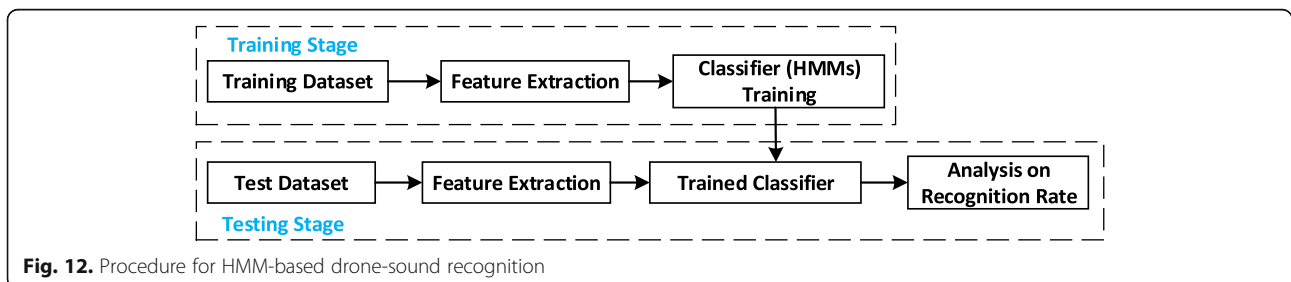 Training Stage
Training Dataset
Feature Extraction
Classifier (HMMs)
Training
Test Dataset
Feature Extraction
Trained Classifier
Analysis on
Recognition Rate
Testing Stage
Fig. 12. Procedure for HMM-based drone-sound recognition